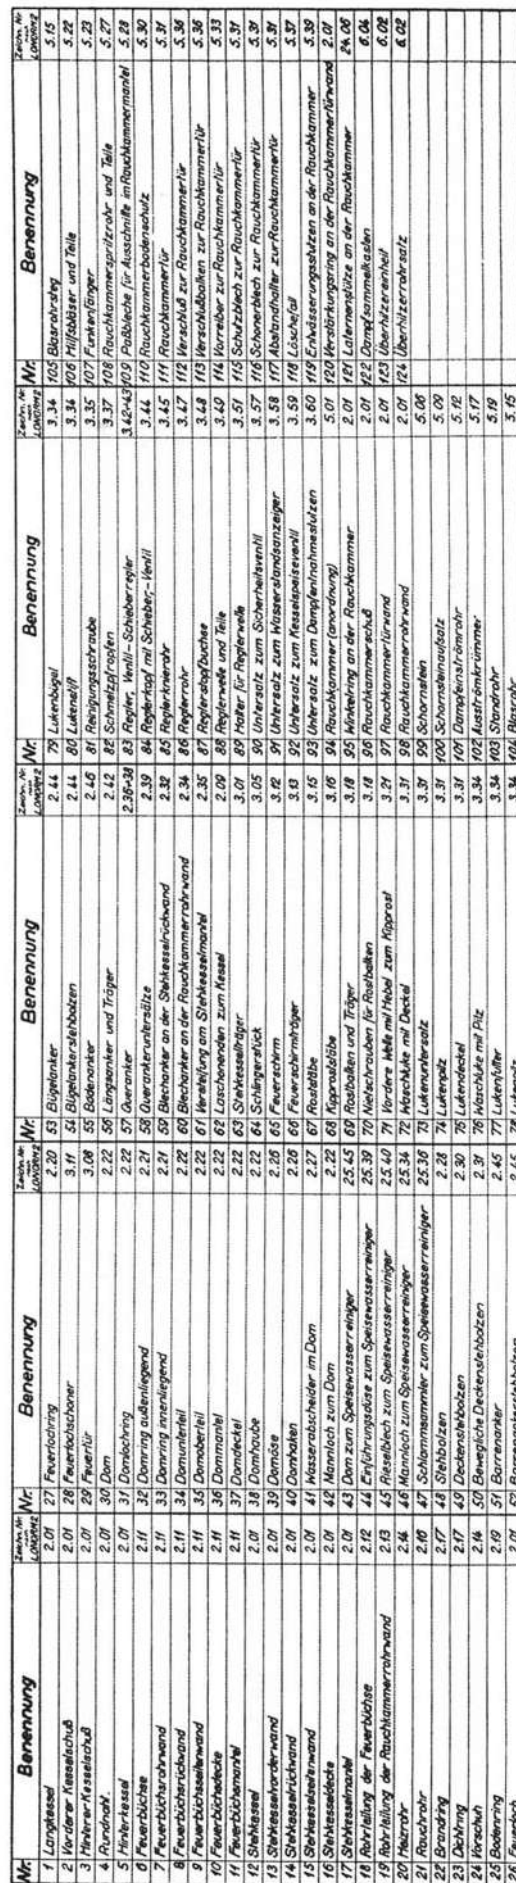 Nr. Benennung Zeichn. Nr. nach LONORM2
1 Langkessel 2.01
2 Vorderer Kesselschuß 2.01
3 Hinterer Kesselschuß 2.01
4 Rundnaht. 2.01
5 Hinterkessel 2.01
6 Feuerbüchse 2.11
7 Feuerbüchsrohrwand 2.11
8 Feuerbüchsrückwand 2.11
9 Feuerbüchsseitenwand 2.11
10 Feuerbüchsdecke 2.11
11 Feuerbüchsmantel 2.11
12 Stehkessel 2.01
13 Stehkesselvorderwand 2.01
14 Stehkesselrückwand 2.01
15 Stehkesselseitenwand 2.01
16 Stehkesseldecke 2.01
17 Stehkesselmantel 2.01
18 Rohrteilung der Feuerbüchse 2.12
19 Rohrteilung der Rauchkammerrohrwand 2.13
20 Heizrohr 2.14
21 Rauchrohr 2.16
22 Brandring 2.17
23 Dichtring 2.17
24 Vorschuh 2.14
25 Bodenring 2.19
26 Feuerloch 2.01
Nr. Benennung Zeichn. Nr. nach LONORM2
27 Feuerlochring 2.20
28 Feuerlochschoner 3.11
29 Feuertür 3.08
30 Dom 2.22
31 Domlochring 2.22
32 Domring außenliegend 2.21
33 Domring innenliegend 2.21
34 Domunterteil 2.22
35 Domoberteil 2.22
36 Dommantel 2.22
37 Domdeckel 2.22
38 Domhaube 2.22
39 Domöse 2.26
40 Domhaken 2.26
41 Wasserabscheider im Dom 2.27
42 Mannloch zum Dom 2.22
43 Dom zum Speisewasserreiniger 25.45
44 Einführungsdüse zum Speisewasserreiniger 25.39
45 Rieselblech zum Speisewasserreiniger 25.40
46 Mannloch zum Speisewasserreiniger 25.34
47 Schlammsammler zum Speisewasserreiniger 25.36
48 Stehbolzen 2.28
49 Deckenstehbolzen 2.30
50 Bewegliche Deckenstehbolzen 2.31
51 Barrenanker 2.45
52 Barrenankerstehbolzen 2.45
Nr. Benennung Zeichn. Nr. nach LONORM2
53 Bügelanker 2.44
54 Bügelankerstehbolzen 2.44
55 Bodenanker 2.46
56 Längsanker und Träger 2.42
57 Queranker 2.36÷38
58 Querankeruntersätze 2.39
59 Blechanker an der Stehkesselrückwand 2.32
60 Blechanker an der Rauchkammerrohrwand 2.34
61 Versteifung am Stehkesselmantel 2.35
62 Laschenenden zum Kessel 2.09
63 Stehkesselträger 3.01
64 Schlingerstück 3.05
65 Feuerschirm 3.12
66 Feuerschirmträger 3.13
67 Roststäbe 3.15
68 Kipproststäbe 3.16
69 Rostbalken und Träger 3.18
70 Nietschrauben für Rostbalken 3.18
71 Vordere Welle mit Hebel zum Kipprost 3.21
72 Waschluke mit Deckel 3.31
73 Lukenuntersatz 3.31
74 Lukenpilz 3.31
75 Lukendeckel 3.31
76 Waschluke mit Pilz 3.34
77 Lukenfutter 3.34
78 Lukenpilz 3.34
Nr. Benennung Zeichn. Nr. nach LONORM2
79 Lukenbügel 3.34
80 Lukenstift 3.34
81 Reinigungsschraube 3.35
82 Schmelzpfropfen 3.37
83 Regler, Ventil-Schieberregler 3.42÷43
84 Reglerkopf mit Schieber,- Ventil 3.44
85 Reglerknierohr 3.45
86 Reglerrohr 3.47
87 Reglerstopfbuchse 3.48
88 Reglerwelle und Teile 3.49
89 Halter für Reglerwelle 3.51
90 Untersatz zum Sicherheitsventil 3.57
91 Untersatz zum Wasserstandsanzeiger 3.58
92 Untersatz zum Kesselspeiseventil 3.59
93 Untersatz zum Dampfentnahmestutzen 3.60
94 Rauchkammer (anordnung) 5.01
95 Winkelring an der Rauchkammer 2.01
96 Rauchkammerschuß 2.01
97 Rauchkammertürwand 2.01
98 Rauchkammerrohrwand 2.01
99 Schornstein 5.08
100 Schornsteinaufsatz 5.09
101 Dampfeinströmrohr 5.12
102 Ausströmkrümmer 5.17
103 Standrohr 5.19
104 Blasrohr 5.15
Nr. Benennung Zeichn. Nr. nach LONORM2
105 Blasrohrsteg 5.15
106 Hilfsbläser und Teile 5.22
107 Funkenfänger 5.23
108 Rauchkammerspritzrohr und Teile 5.27
109 Paßbleche für Ausschnitte im Rauchkammermantel 5.28
110 Rauchkammerbodenschutz 5.30
111 Rauchkammertür 5.31
112 Verschluß zur Rauchkammertür 5.36
113 Verschlußbalken zur Rauchkammertür 5.36
114 Vorreiber zur Rauchkammertür 5.33
115 Schutzblech zur Rauchkammertür 5.31
116 Schonerblech zur Rauchkammertür 5.31
117 Abstandhalter zur Rauchkammertür 5.31
118 Löschefall 5.37
119 Entwässerungsstutzen an der Rauchkammer 5.39
120 Verstärkungsring an der Rauchkammertürwand 2.01
121 Laternenstütze an der Rauchkammer 24.06
122 Dampfsammelkasten 6.04
123 Überhitzereinheit 6.02
124 Überhitzerrohrsatz 6.02